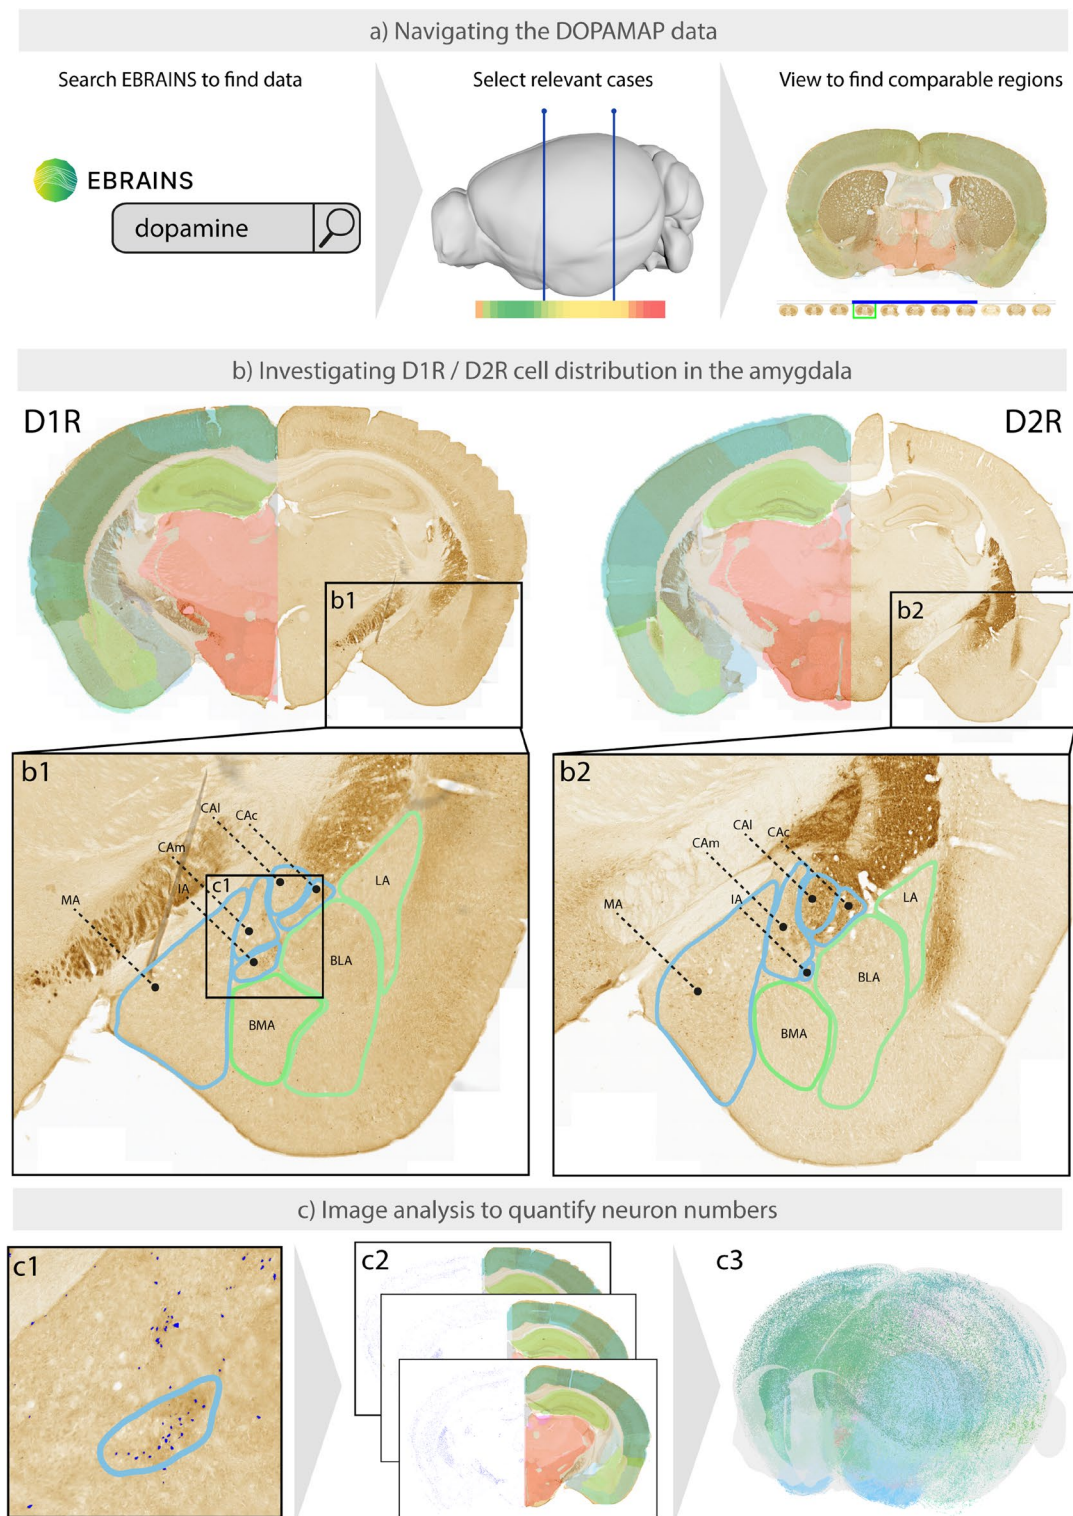 a) Navigating the DOPAMAP data
Search EBRAINS to find data
Select relevant cases
View to find comparable regions
EBRAINS
dopamine
b) Investigating D1R / D2R cell distribution in the amygdala
D1R
D2R
b1
b2
b1
CAl
CAc
CAm
c1
IA
MA
LA
BLA
BMA
b2
CAl
CAc
CAm
IA
MA
LA
BLA
BMA
c) Image analysis to quantify neuron numbers
c1
c2
c3